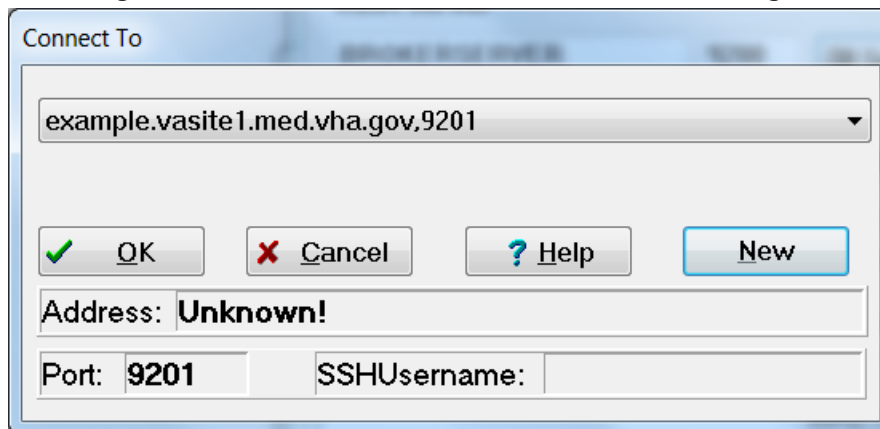 Connect To
example.vasite1.med.vha.gov,9201
OK Cancel Help New
Address: Unknown!
Port: 9201 SSHUsername: